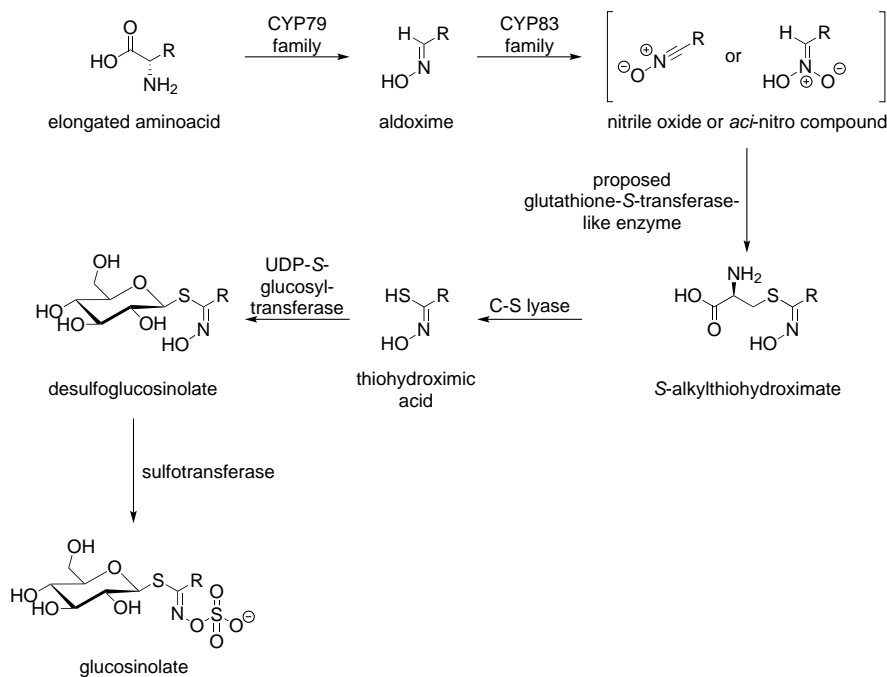 CYP79
family
CYP83
family
O
HO
R
NH2
H
R
N
HO
N
⊕
O
⊖
R
or
H
R
N
⊕
HO
O
⊖
elongated aminoacid
aldoxime
nitrile oxide or aci-nitro compound
proposed
glutathione-S-transferase-
like enzyme
OH
O
HO
HO
OH
S
R
N
HO
UDP-S-
glucosyl-
transferase
HS
R
N
HO
C-S lyase
NH2
HO
O
S
R
N
HO
desulfoglucosinolate
thiohydroximic
acid
S-alkylthiohydroximate
sulfotransferase
OH
O
HO
HO
OH
S
R
N
O
O
S
O
O
⊖
glucosinolate